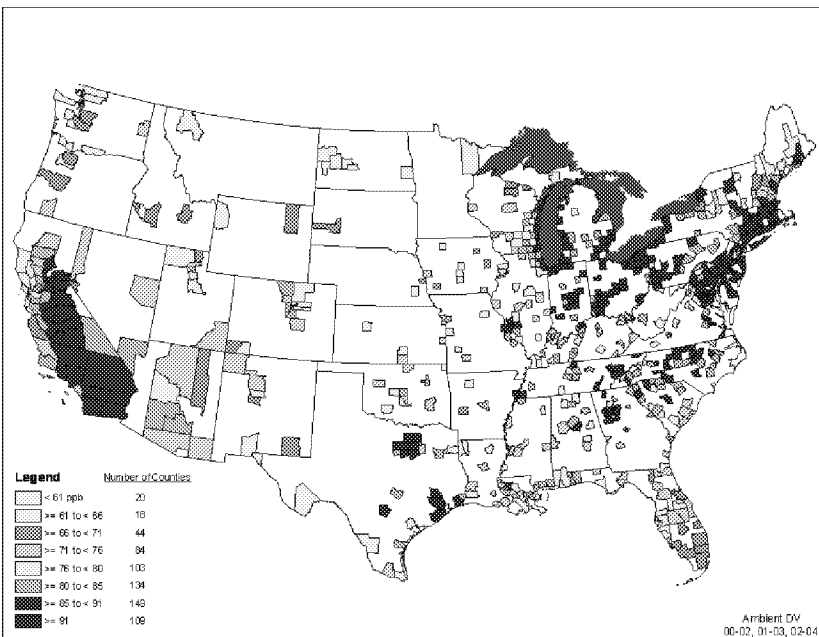 Legend Number of Counties
< 61 ppb 20
>= 61 to < 66 18
>= 66 to < 71 44
>= 71 to < 76 84
>= 76 to < 80 103
>= 80 to < 85 134
>= 85 to < 91 149
>= 91 109
Ambient DV
00-02, 01-03, 02-04